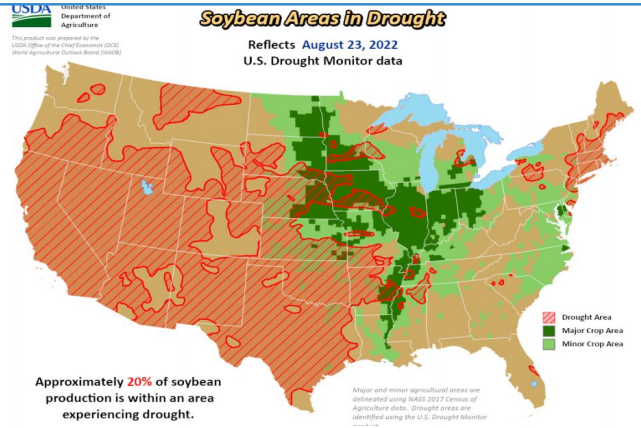 USDA
United States
Department of
Agriculture
This product was prepared by the
USDA Office of the Chief Economist (OCE)
World Agricultural Outlook Board (WAOB)
Soybean Areas in Drought
Reflects August 23, 2022
U.S. Drought Monitor data
Drought Area
Major Crop Area
Minor Crop Area
Approximately 20% of soybean
production is within an area
experiencing drought.
Major and minor agricultural areas are
delineated using NASS 2017 Census of
Agriculture data. Drought areas are
identified using the U.S. Drought Monitor
product.